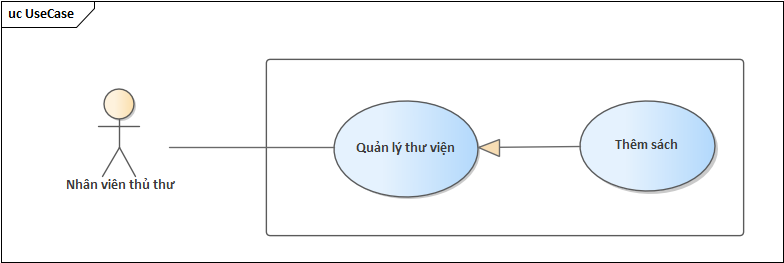 uc UseCase
Quản lý thư viện
Thêm sách
Nhân viên thủ thư